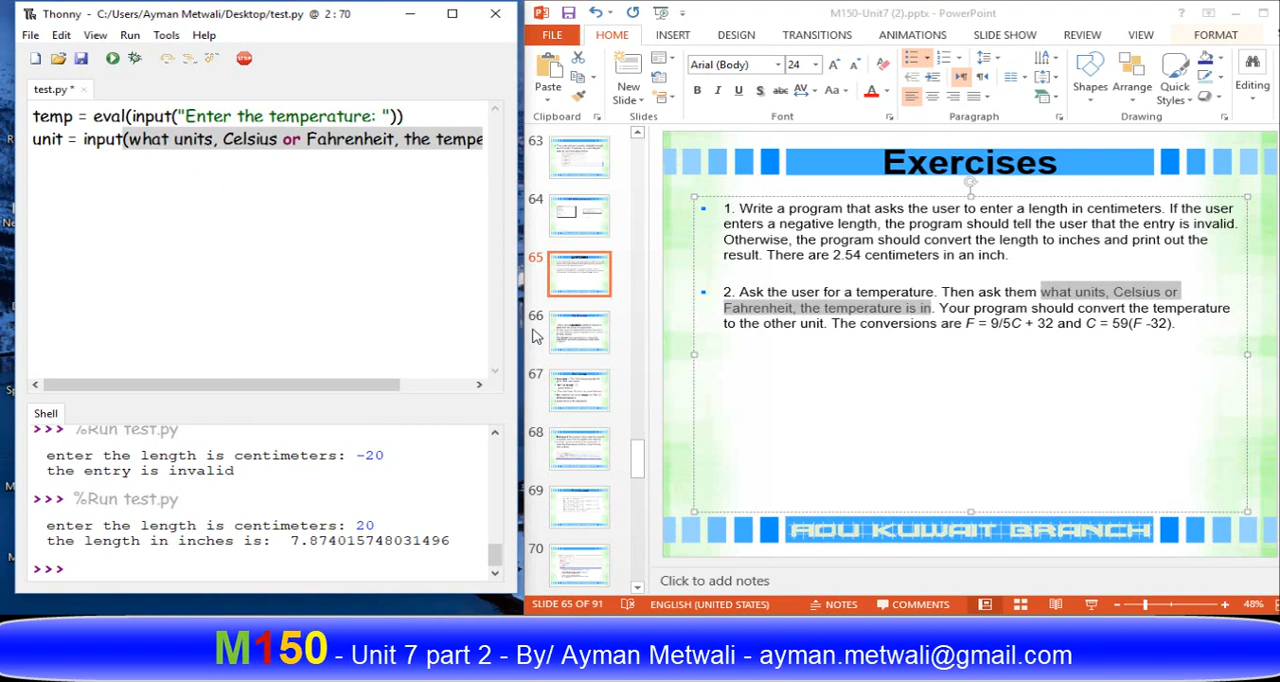 Thonny - C:/Users/Ayman Metwali/Desktop/test.py @ 2:70
File Edit View Run Tools Help
STOP
test.py *
temp = eval(input("Enter the temperature: "))
unit = input(what units, Celsius or Fahrenheit, the tempe
Shell
>>> %Run test.py
enter the length is centimeters: -20
the entry is invalid
>>> %Run test.py
enter the length is centimeters: 20
the length in inches is: 7.874015748031496
>>>
M150-Unit7 (2).pptx - PowerPoint
FILE HOME INSERT DESIGN TRANSITIONS ANIMATIONS SLIDE SHOW REVIEW VIEW FORMAT
Paste
New
Slide
Arial (Body) 24
B I U S abc AV Aa A
Shapes Arrange Quick
Styles
Editing
Clipboard Slides Font Paragraph Drawing
63
64
65
66
67
68
69
70
Exercises
1. Write a program that asks the user to enter a length in centimeters. If the user
enters a negative length, the program should tell the user that the entry is invalid.
Otherwise, the program should convert the length to inches and print out the
result. There are 2.54 centimeters in an inch.
2. Ask the user for a temperature. Then ask them what units, Celsius or
Fahrenheit, the temperature is in. Your program should convert the temperature
to the other unit. The conversions are F = 9/5C + 32 and C = 59(F -32).
AOU KUWAIT BRANCH
Click to add notes
SLIDE 65 OF 91 ENGLISH (UNITED STATES) NOTES COMMENTS 48%
M150 - Unit 7 part 2 - By/ Ayman Metwali - ayman.metwali@gmail.com